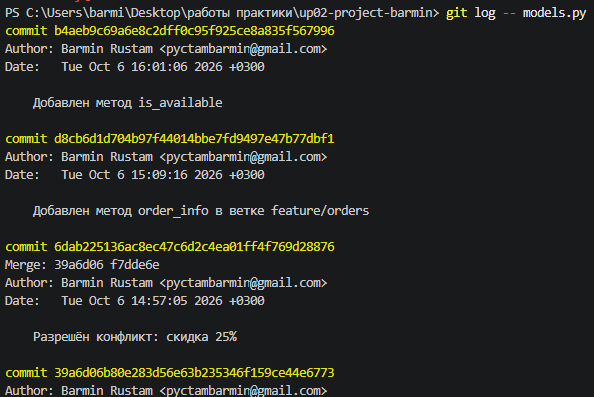 PS C:\Users\barmi\Desktop\работы практики\up02-project-barmin> git log -- models.py
commit b4aeb9c69a6e8c2dff0c95f925ce8a835f567996
Author: Barmin Rustam <pyctambarmin@gmail.com>
Date:   Tue Oct 6 16:01:06 2026 +0300
    Добавлен метод is_available
commit d8cb6d1d704b97f44014bbe7fd9497e47b77dbf1
Author: Barmin Rustam <pyctambarmin@gmail.com>
Date:   Tue Oct 6 15:09:16 2026 +0300
    Добавлен метод order_info в ветке feature/orders
commit 6dab225136ac8ec47c6d2c4ea01ff4f769d28876
Merge: 39a6d06 f7dde6e
Author: Barmin Rustam <pyctambarmin@gmail.com>
Date:   Tue Oct 6 14:57:05 2026 +0300
    Разрешён конфликт: скидка 25%
commit 39a6d06b80e283d56e63b235346f159ce44e6773
Author: Barmin Rustam <pyctambarmin@gmail.com>